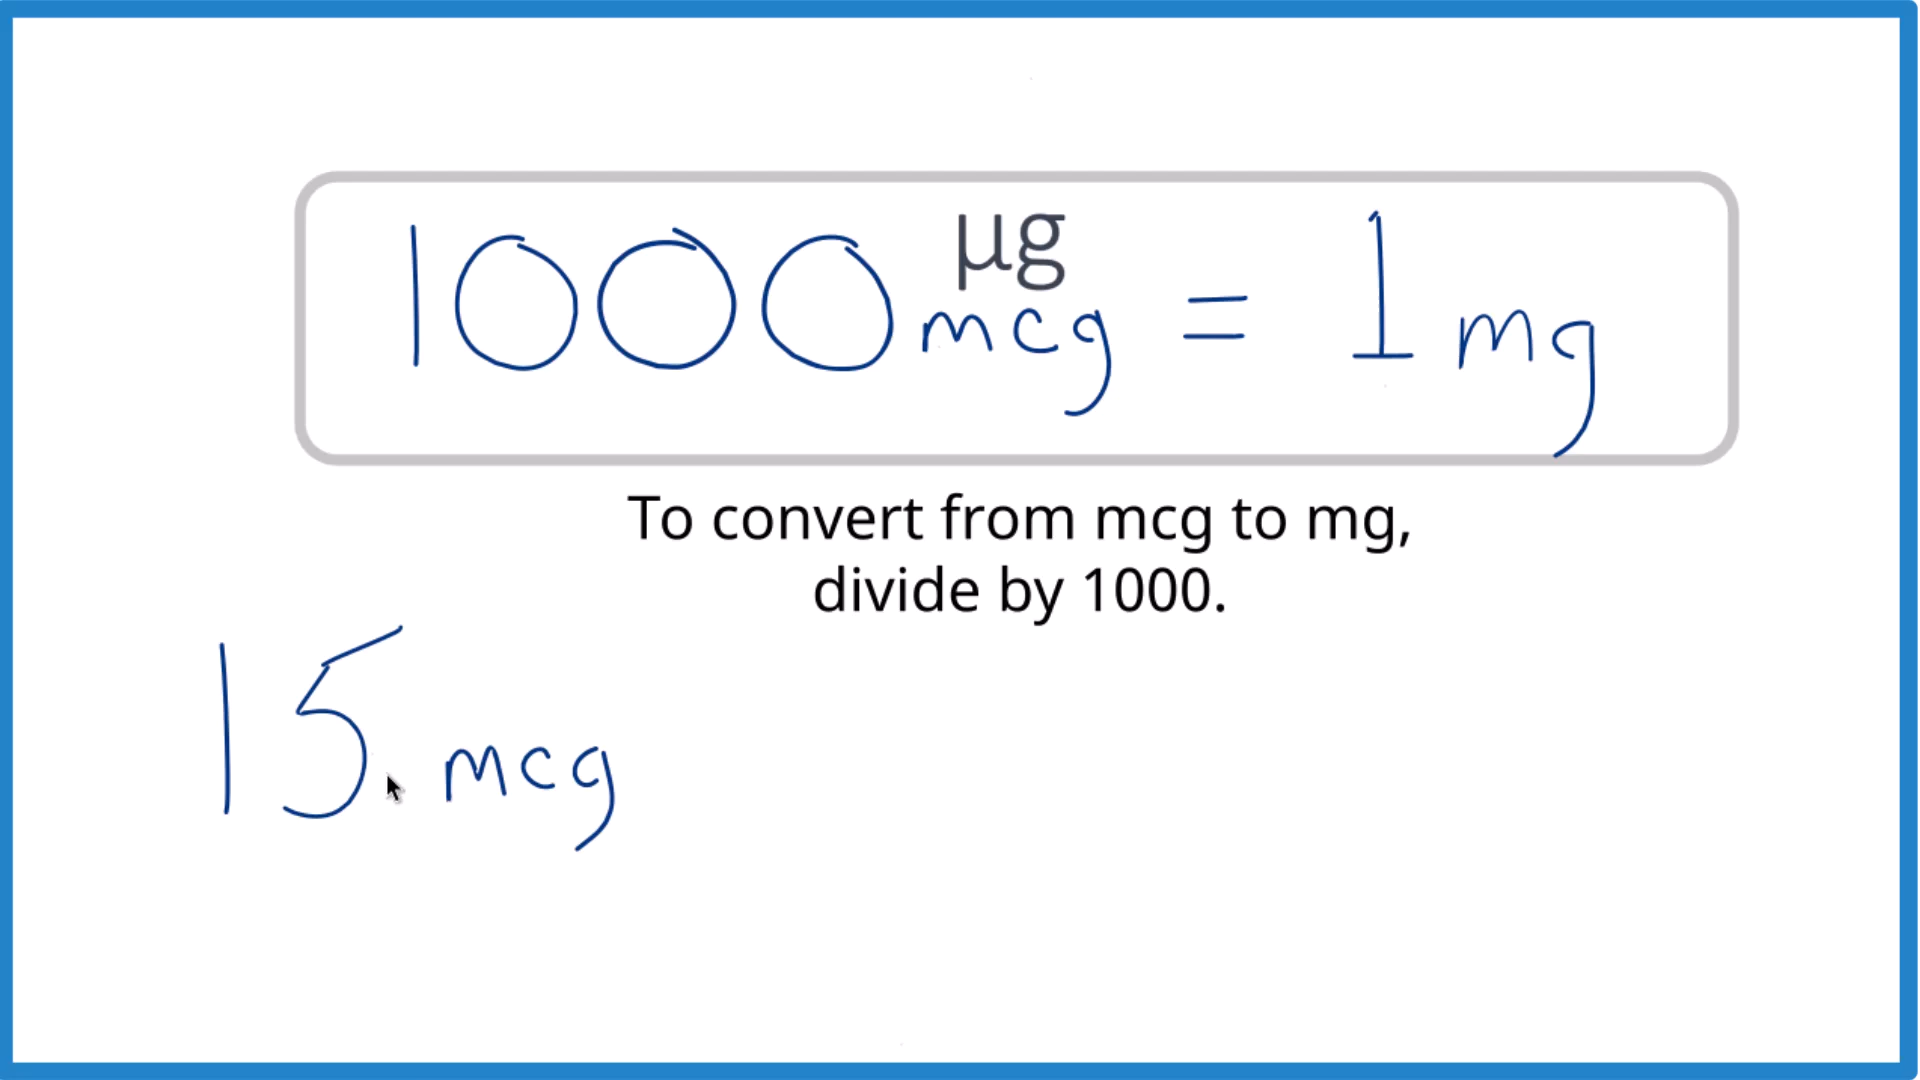 1000 µg mcg = 1 mg
To convert from mcg to mg,
divide by 1000.
15. mcg